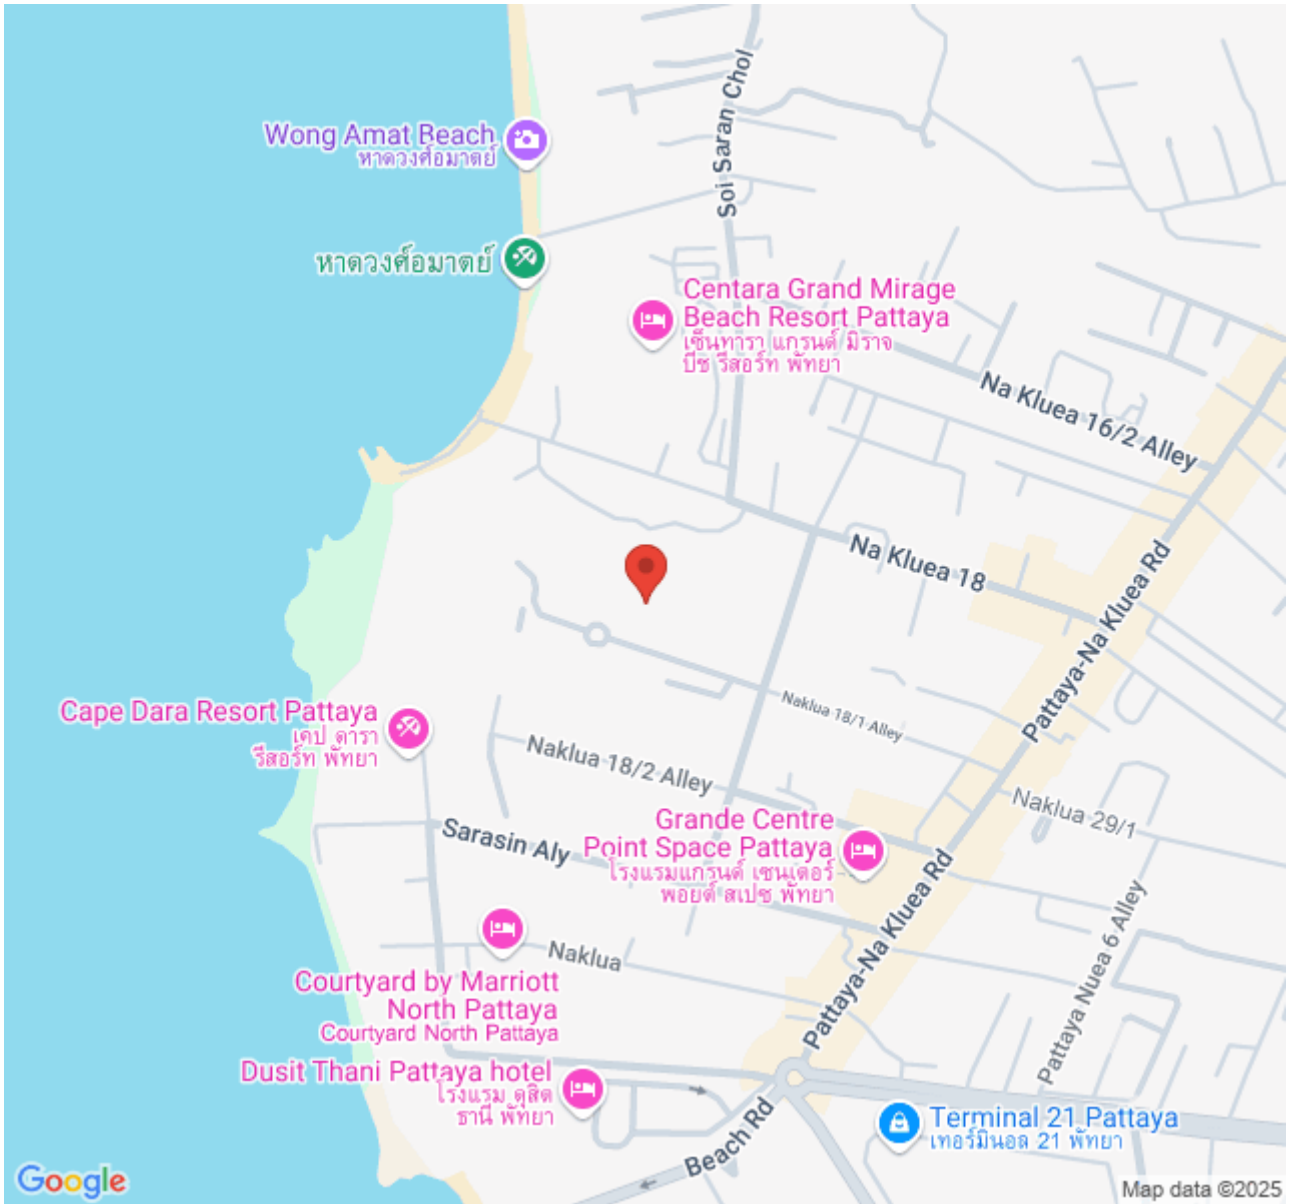 Soi Saran Chol
Wong Amat Beach
หาดวงศ์อมาตย์
หาดวงศ์อมาตย์
Centara Grand Mirage
Beach Resort Pattaya
เซ็นทารา แกรนด์ มิราจ
บีช รีสอร์ท พัทยา
Na Kluea 16/2 Alley
Na Kluea 18
Pattaya-Na Kluea Rd
Cape Dara Resort Pattaya
เคป ดารา
รีสอร์ท พัทยา
Naklua 18/1 Alley
Naklua 18/2 Alley
Naklua 29/1
Sarasin Aly
Grande Centre
Point Space Pattaya
โรงแรมแกรนด์ เซนเตอร์
พอยต์ สเปซ พัทยา
Pattaya-Na Kluea Rd
Pattaya Nuea 6 Alley
Naklua
Courtyard by Marriott
North Pattaya
Courtyard North Pattaya
Dusit Thani Pattaya hotel
โรงแรม ดุสิต
ธานี พัทยา
Beach Rd
Terminal 21 Pattaya
เทอร์มินอล 21 พัทยา
Google
Map data ©2025